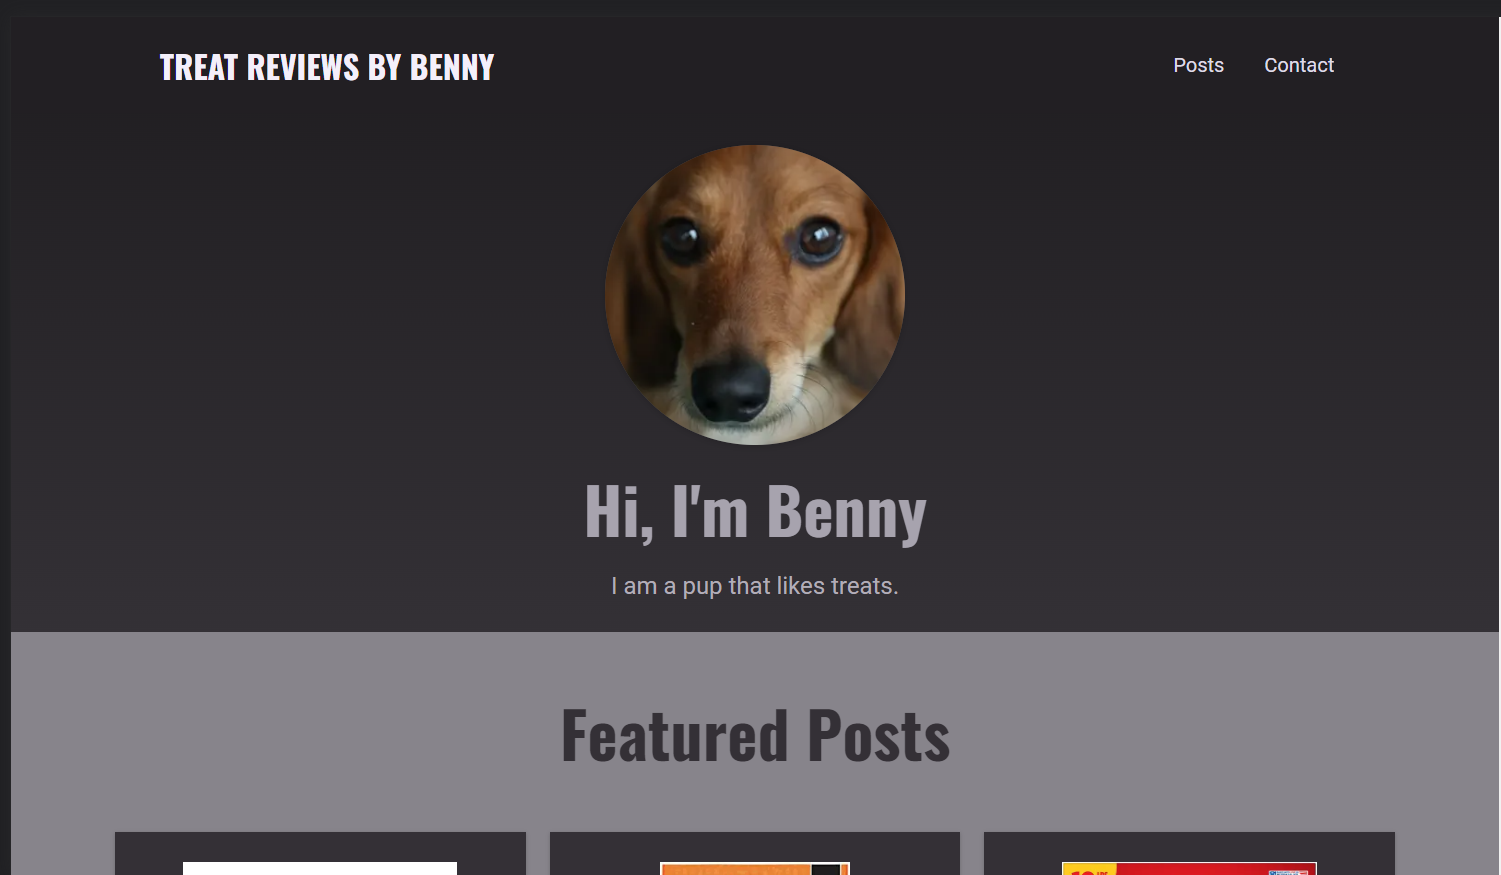 TREAT REVIEWS BY BENNY
Posts
Contact
Hi, I'm Benny
I am a pup that likes treats.
Featured Posts